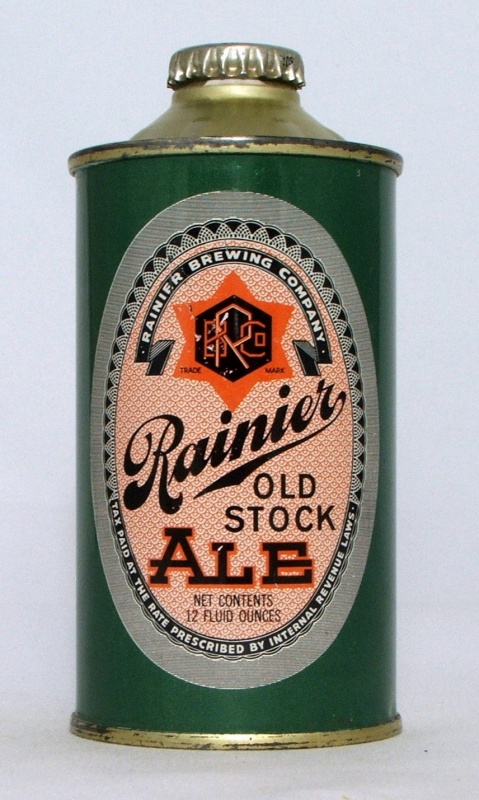 RAINIER BREWING COMPANY
RBCo
TRADE MARK
Rainier
OLD
STOCK
ALE
NET CONTENTS
12 FLUID OUNCES
TAX PAID AT THE RATE PRESCRIBED BY INTERNAL REVENUE LAWS